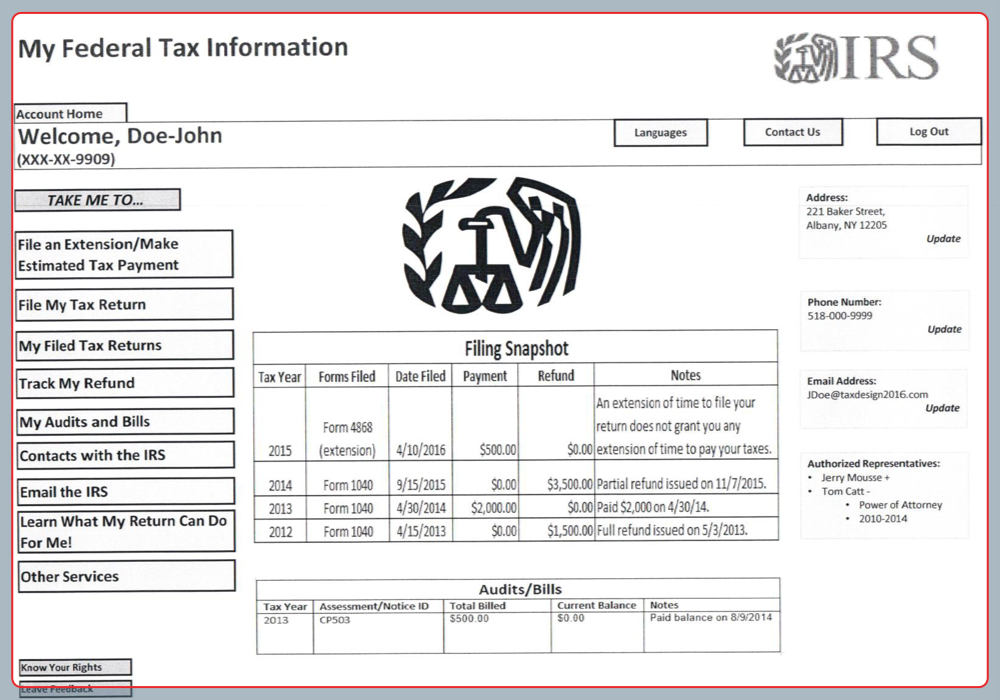 My Federal Tax Information
IRS
Account Home
Welcome, Doe-John
(XXX-XX-9909)
Languages
Contact Us
Log Out
TAKE ME TO...
File an Extension/Make
Estimated Tax Payment
File My Tax Return
My Filed Tax Returns
Track My Refund
My Audits and Bills
Contacts with the IRS
Email the IRS
Learn What My Return Can Do
For Me!
Other Services
Know Your Rights
Leave Feedback
Filing Snapshot
Tax Year Forms Filed Date Filed Payment Refund Notes
An extension of time to file your
Form 4868 return does not grant you any
2015 (extension) 4/10/2016 $500.00 $0.00 extension of time to pay your taxes.
2014 Form 1040 9/15/2015 $0.00 $3,500.00 Partial refund issued on 11/7/2015.
2013 Form 1040 4/30/2014 $2,000.00 $0.00 Paid $2,000 on 4/30/14.
2012 Form 1040 4/15/2013 $0.00 $1,500.00 Full refund issued on 5/3/2013.
Audits/Bills
Tax Year Assessment/Notice ID Total Billed Current Balance Notes
2013 CP503 $500.00 $0.00 Paid balance on 8/9/2014
Address:
221 Baker Street,
Albany, NY 12205
Update
Phone Number:
518-000-9999
Update
Email Address:
JDoe@taxdesign2016.com
Update
Authorized Representatives:
• Jerry Mousse +
• Tom Catt -
• Power of Attorney
• 2010-2014